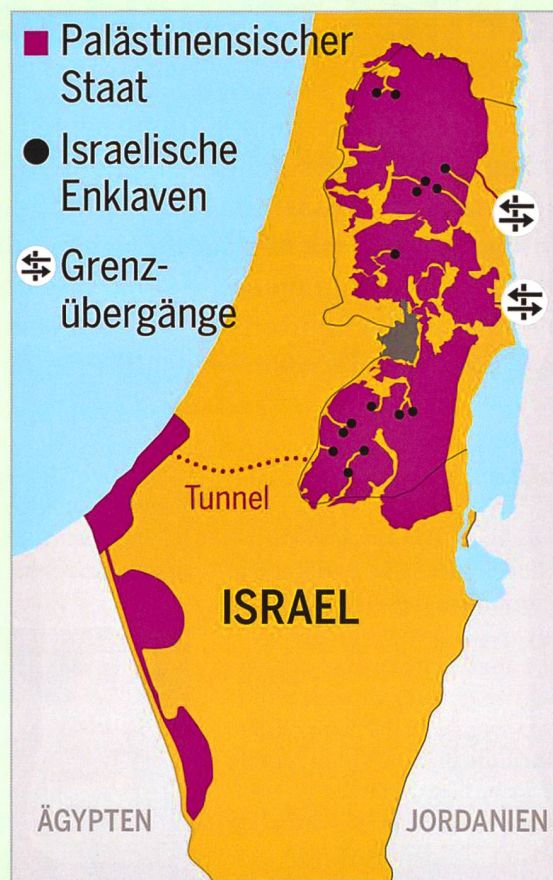 Palästinensischer
Staat
Israelische
Enklaven
Grenz-
übergänge
Tunnel
ISRAEL
ÄGYPTEN
JORDANIEN